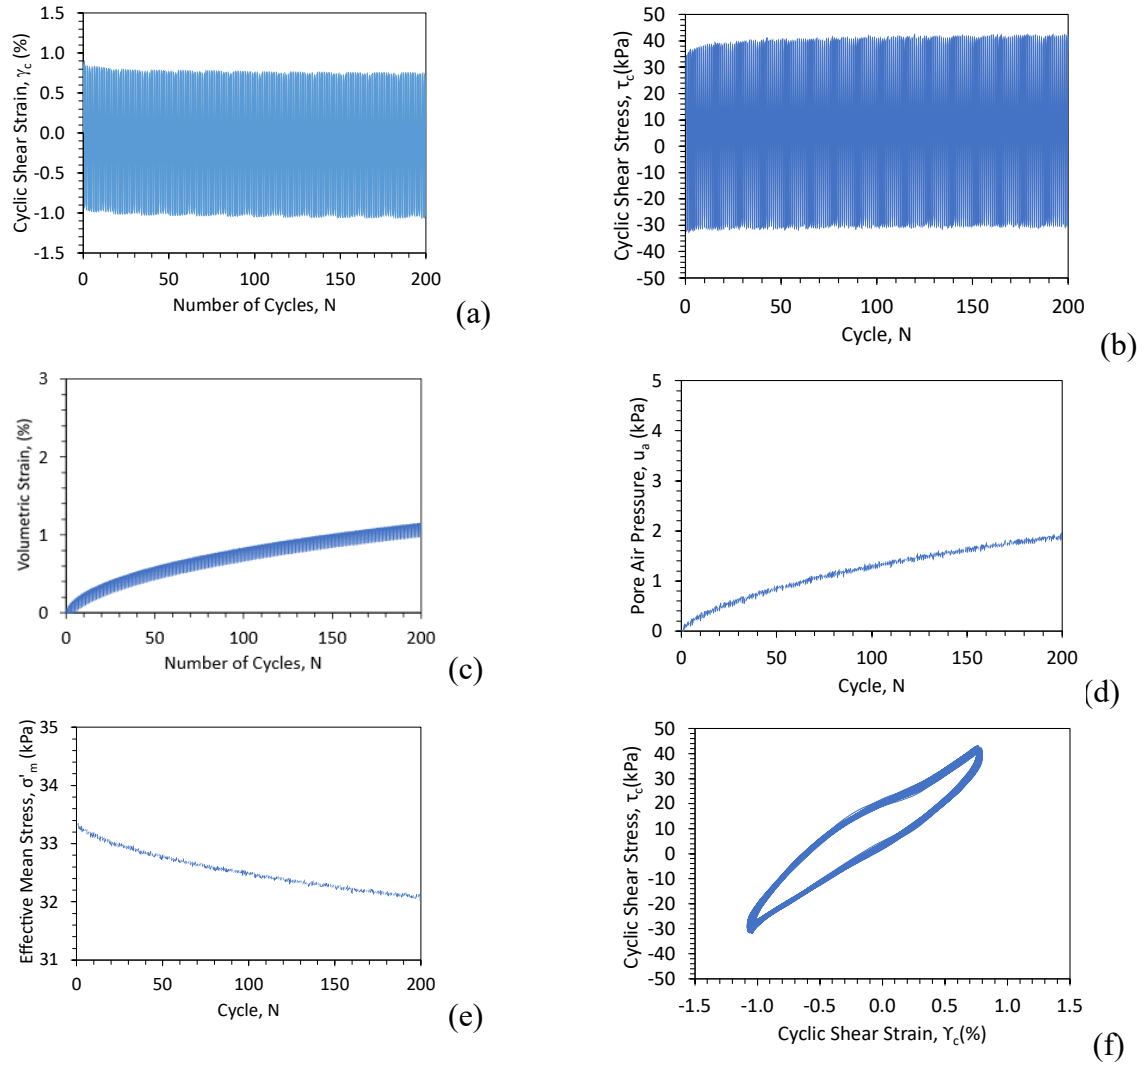 1.5
1.0
0.5
0.0
-0.5
-1.0
-1.5
Cyclic Shear Strain, γc (%)
0 50 100 150 200
Number of Cycles, N
(a)
50
40
30
20
10
0
-10
-20
-30
-40
-50
Cyclic Shear Stress, τc(kPa)
0 50 100 150 200
Cycle, N
(b)
3
2
1
0
Volumetric Strain, (%)
0 50 100 150 200
Number of Cycles, N
(c)
5
4
3
2
1
0
Pore Air Pressure, ua (kPa)
0 50 100 150 200
Cycle, N
(d)
35
34
33
32
31
Effective Mean Stress, σ'm (kPa)
0 50 100 150 200
Cycle, N
(e)
50
40
30
20
10
0
-10
-20
-30
-40
-50
Cyclic Shear Stress, τc(kPa)
-1.5 -1.0 -0.5 0.0 0.5 1.0 1.5
Cyclic Shear Strain, ϒc(%)
(f)